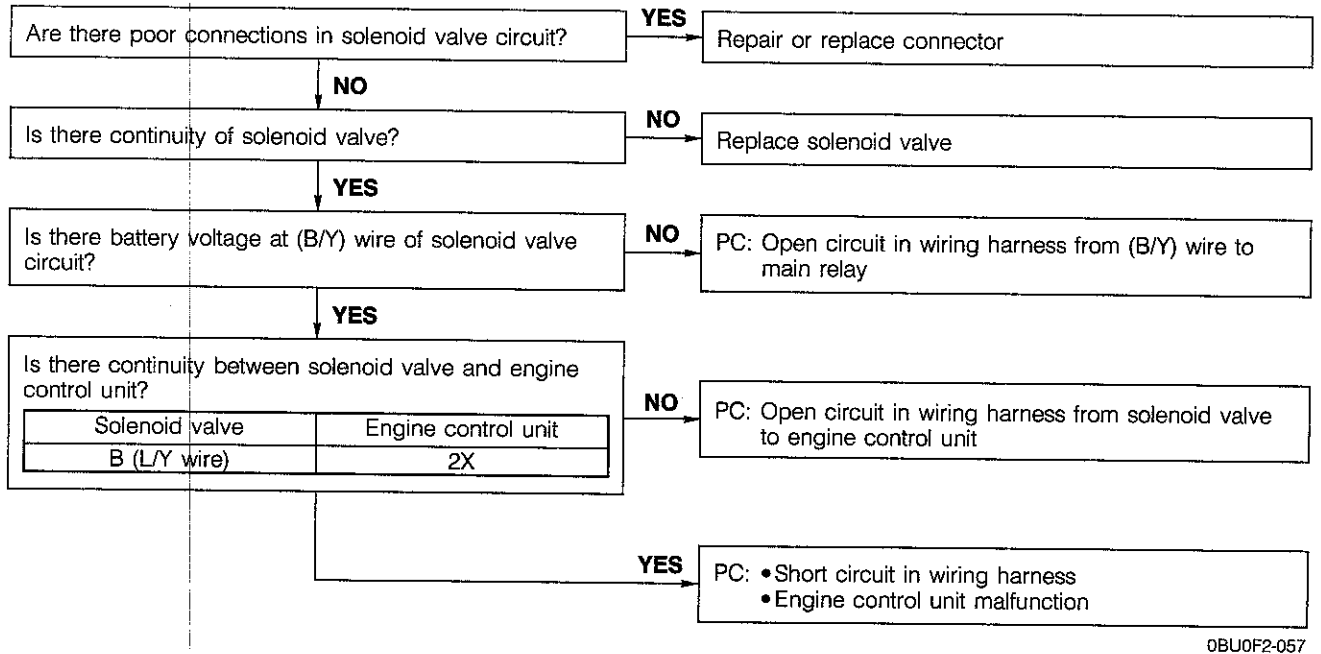 Are there poor connections in solenoid valve circuit?
YES
Repair or replace connector
NO
Is there continuity of solenoid valve?
NO
Replace solenoid valve
YES
Is there battery voltage at (B/Y) wire of solenoid valve
circuit?
NO
PC: Open circuit in wiring harness from (B/Y) wire to
main relay
YES
Is there continuity between solenoid valve and engine
control unit?
Solenoid valve Engine control unit
B (L/Y wire) 2X
NO
PC: Open circuit in wiring harness from solenoid valve
to engine control unit
YES
PC: •Short circuit in wiring harness
•Engine control unit malfunction
0BU0F2-057